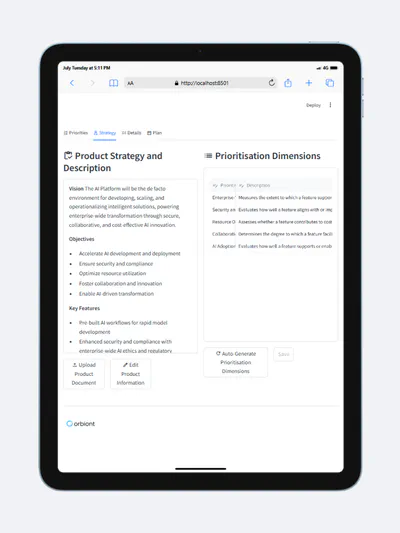 July Tuesday at 5:11 PM
4G
AA
http://localhost:8501
Deploy
Priorities
Strategy
Details
Plan
Product Strategy and
Description
Vision The AI Platform will be the de facto
environment for developing, scaling, and
operationalizing intelligent solutions, powering
enterprise-wide transformation through secure,
collaborative, and cost effective AI innovation.
Objectives
• Accelerate AI development and deployment
• Ensure security and compliance
• Optimize resource utilization
• Foster collaboration and innovation
• Enable AI-driven transformation
Key Features
• Pre-built AI workflows for rapid model
development
• Enhanced security and compliance with
enterprise-wide AI ethics and regulatory
Upload
Product
Document
Edit
Product
Information
Prioritisation Dimensions
Description
Enterprise Measures the extent to which a feature suppor
Security an Evaluates how well a feature aligns with or im
Resource O Assesses whether a feature contributes to cost
Collaborati Determines the degree to which a feature facil
AI Adoption Evaluates how well a feature supports or enab
Auto-Generate
Prioritisation
Dimensions
Save
orbiont